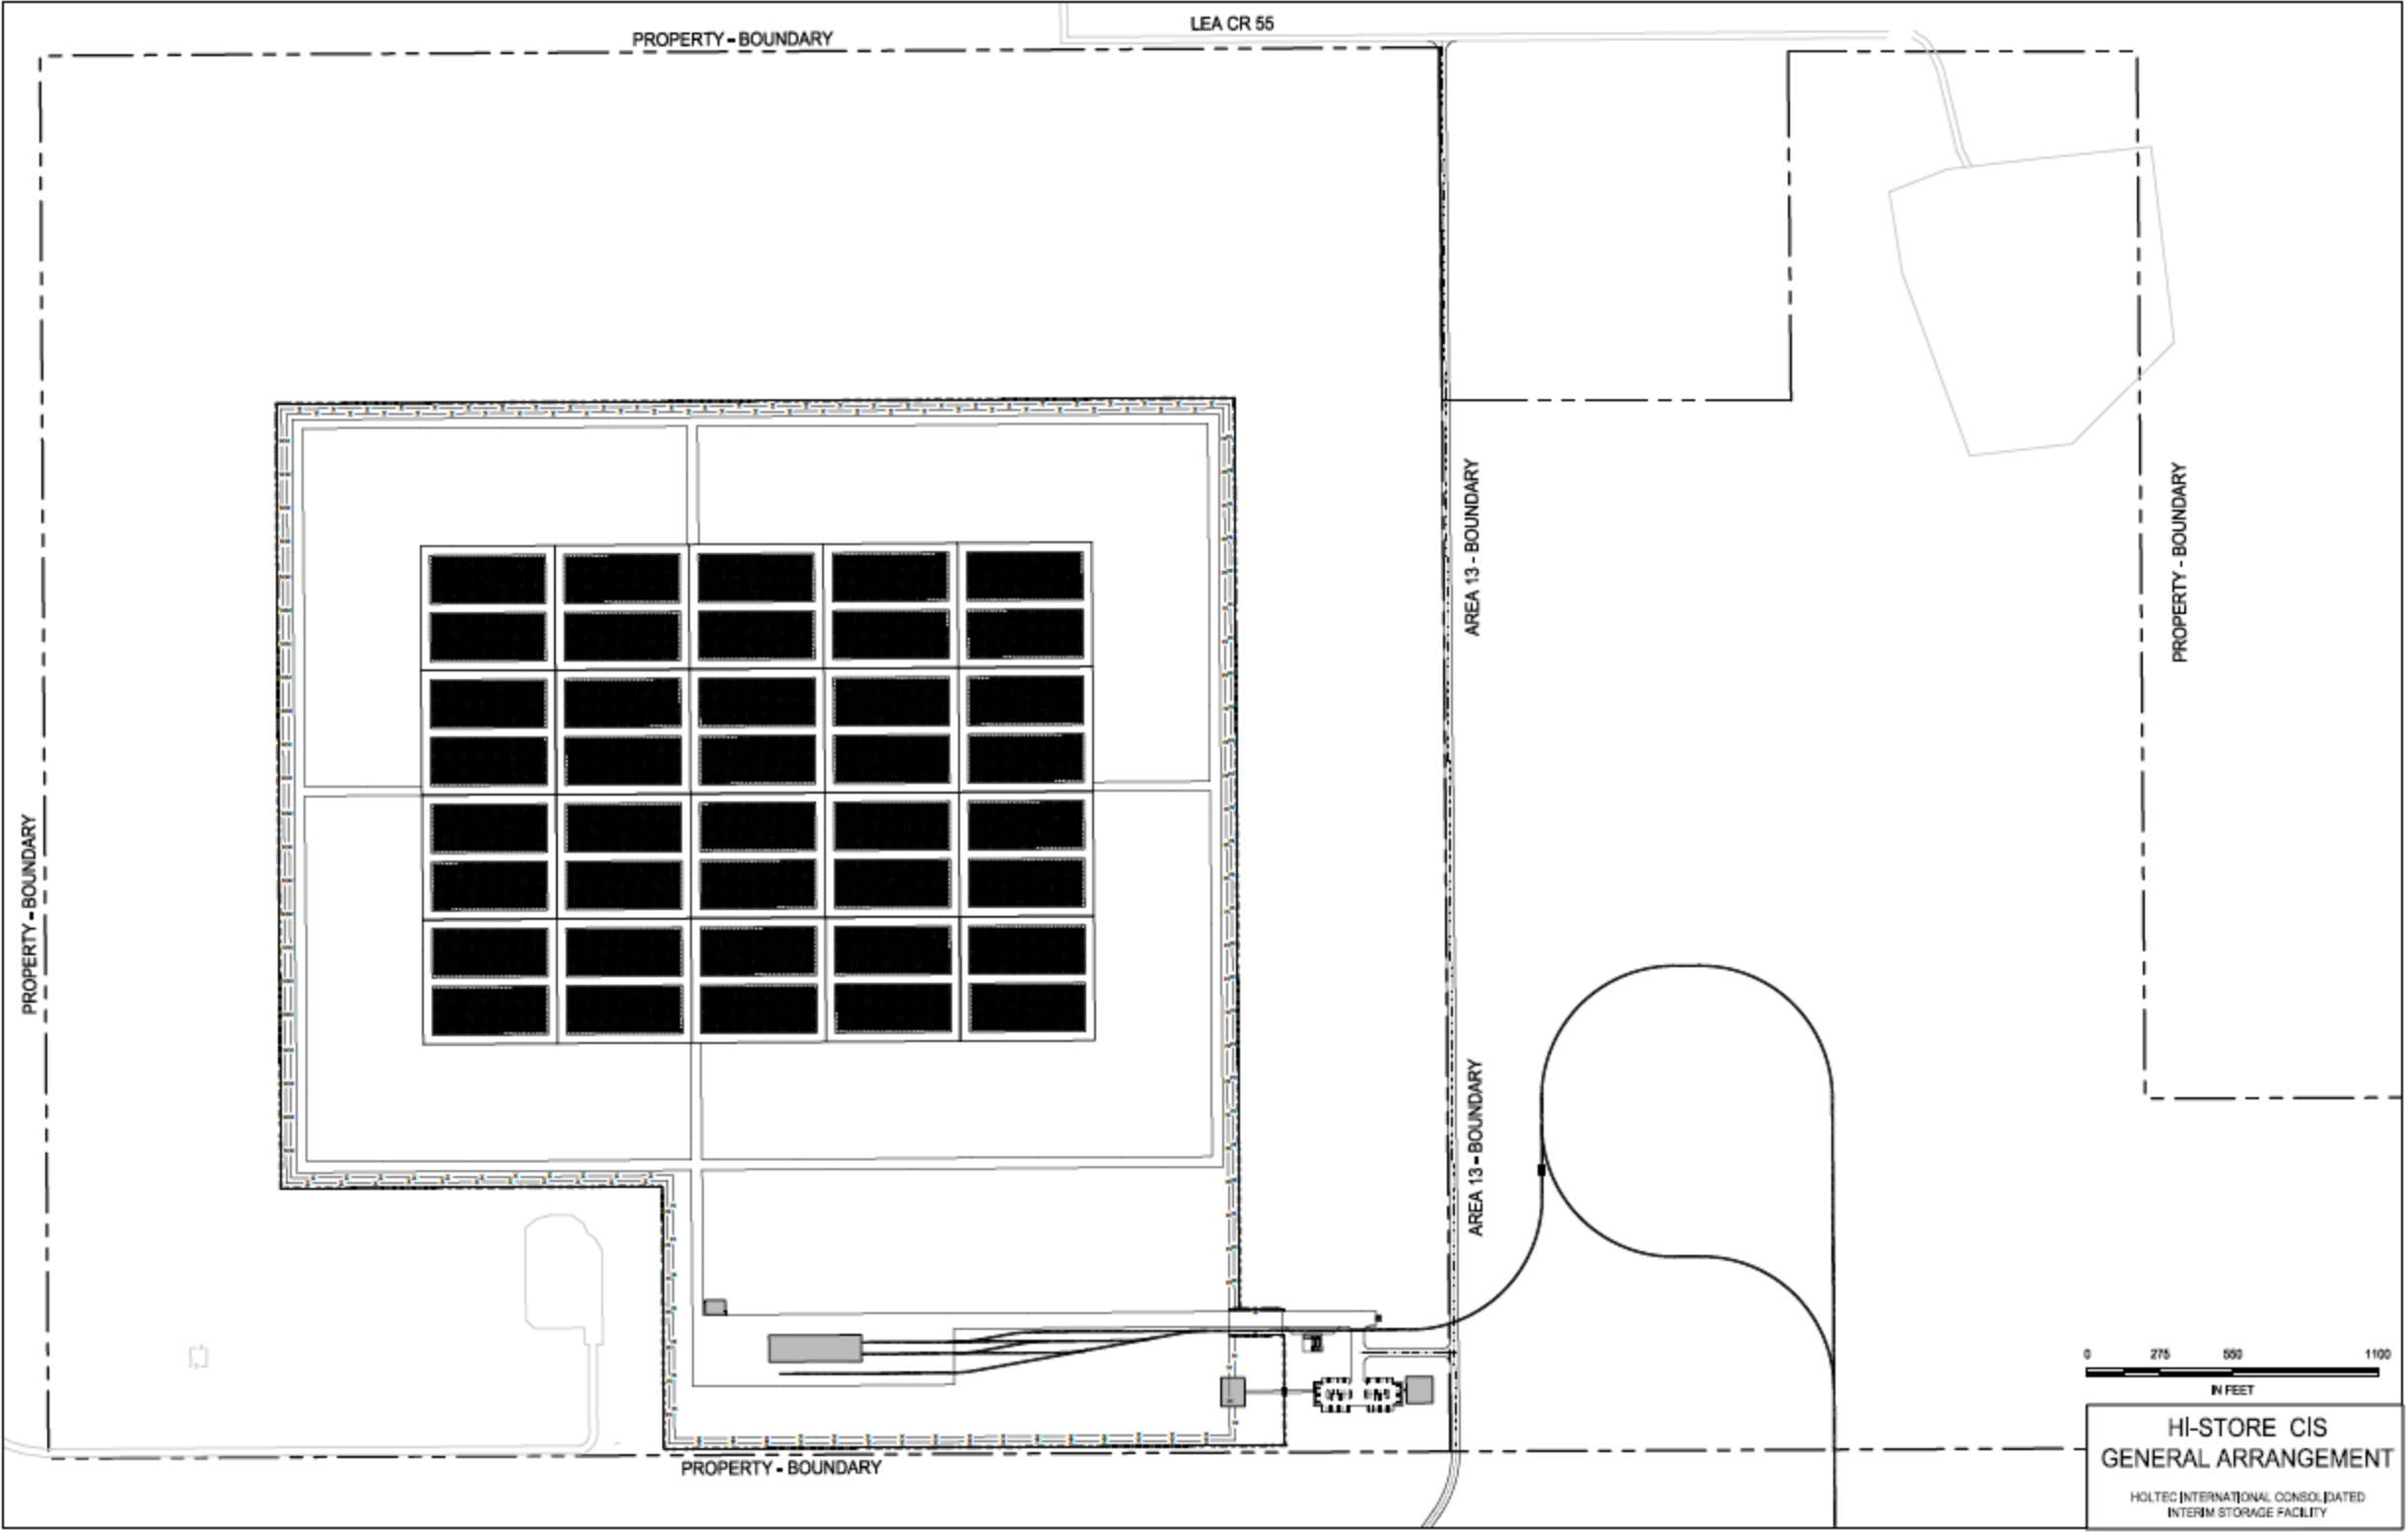 LEA CR 55
PROPERTY - BOUNDARY
AREA 13 - BOUNDARY
PROPERTY - BOUNDARY
PROPERTY - BOUNDARY
AREA 13 - BOUNDARY
PROPERTY - BOUNDARY
0 275 550 1100
IN FEET
HI-STORE CIS
GENERAL ARRANGEMENT
HOLTEC INTERNATIONAL CONSOLIDATED
INTERIM STORAGE FACILITY